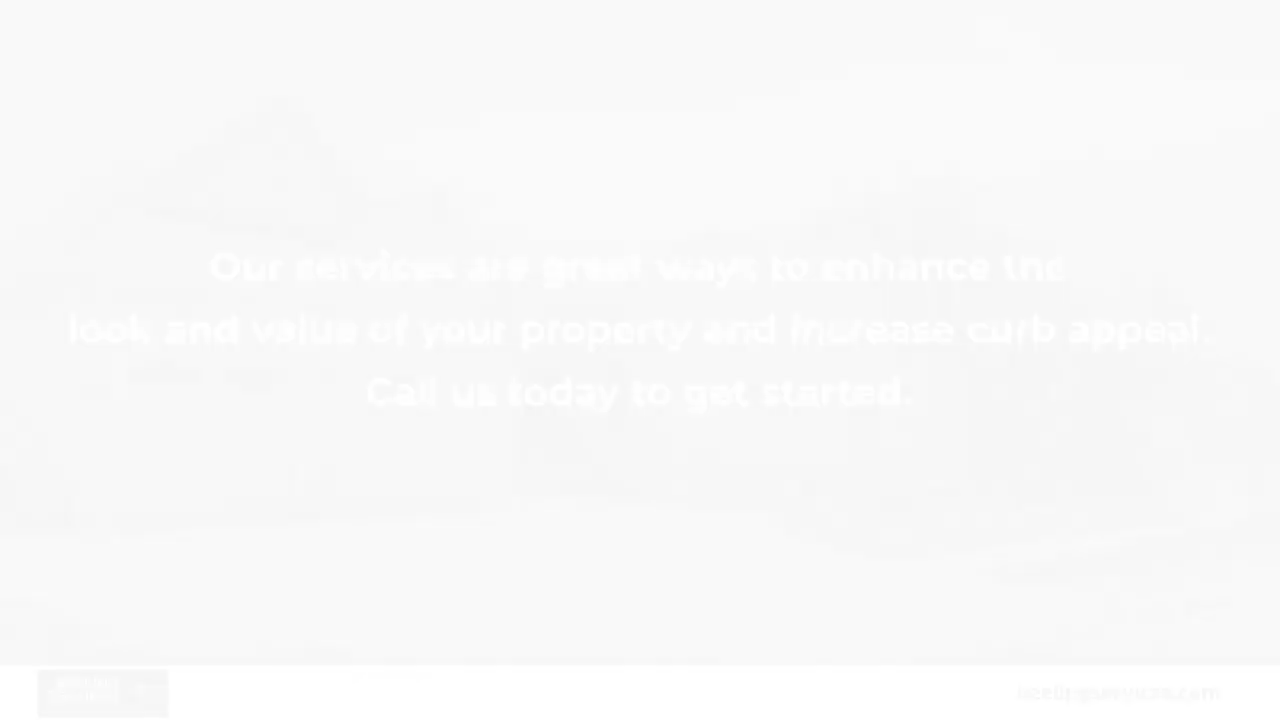 Our services are great ways to enhance the
look and value of your property and increase curb appeal.
Call us today to get started.